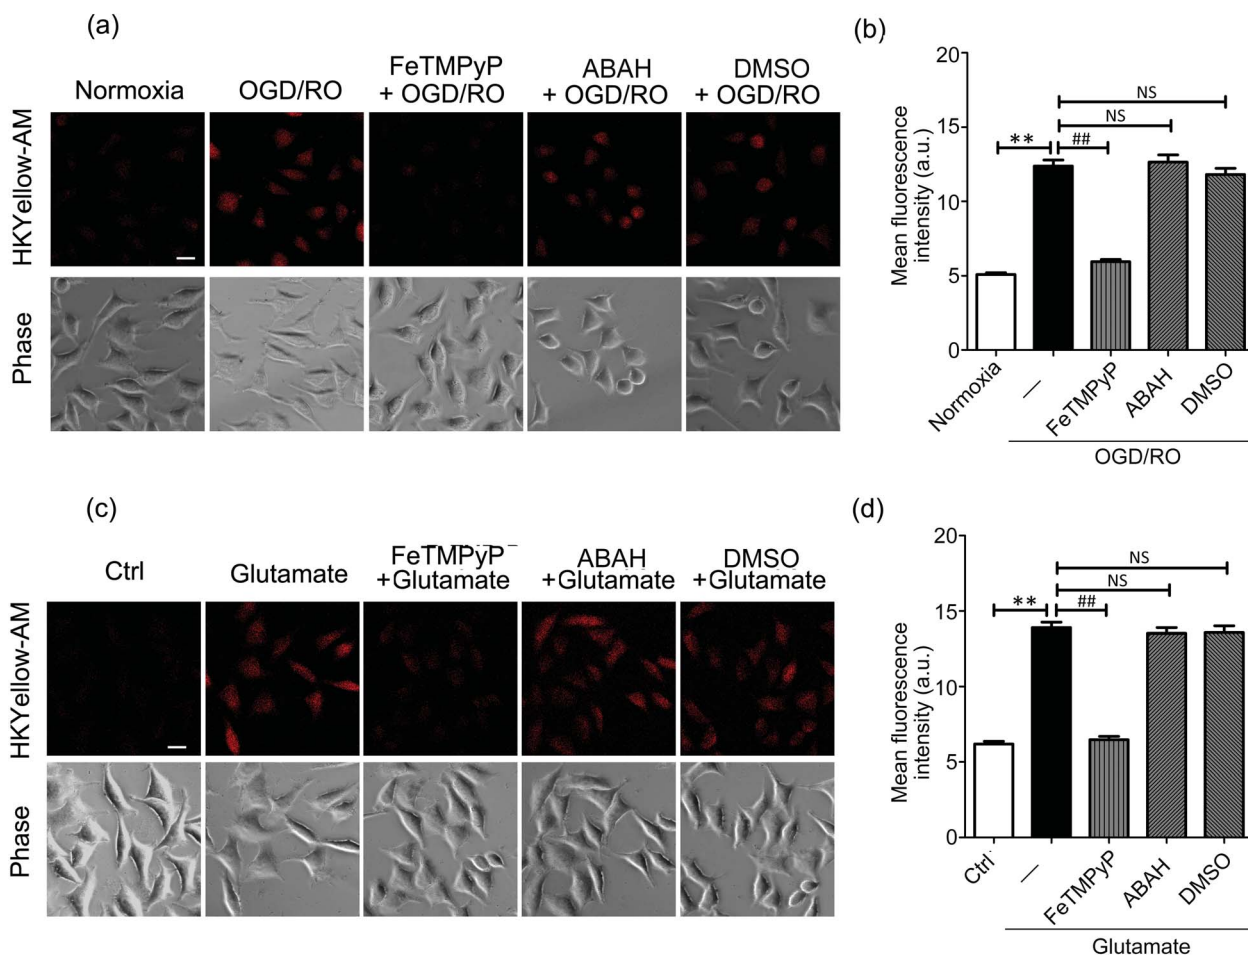 (a)
Normoxia
OGD/RO
FeTMPyP
+ OGD/RO
ABAH
+ OGD/RO
DMSO
+ OGD/RO
HKYellow-AM
Phase
(b)
Mean fluorescence
intensity (a.u.)
20
15
10
5
0
**
##
NS
NS
Normoxia
—
FeTMPyP
ABAH
DMSO
OGD/RO
(c)
Ctrl
Glutamate
FeTMPyP
+Glutamate
ABAH
+Glutamate
DMSO
+Glutamate
HKYellow-AM
Phase
(d)
Mean fluorescence
intensity (a.u.)
20
15
10
5
0
**
##
NS
NS
Ctrl
—
FeTMPyP
ABAH
DMSO
Glutamate